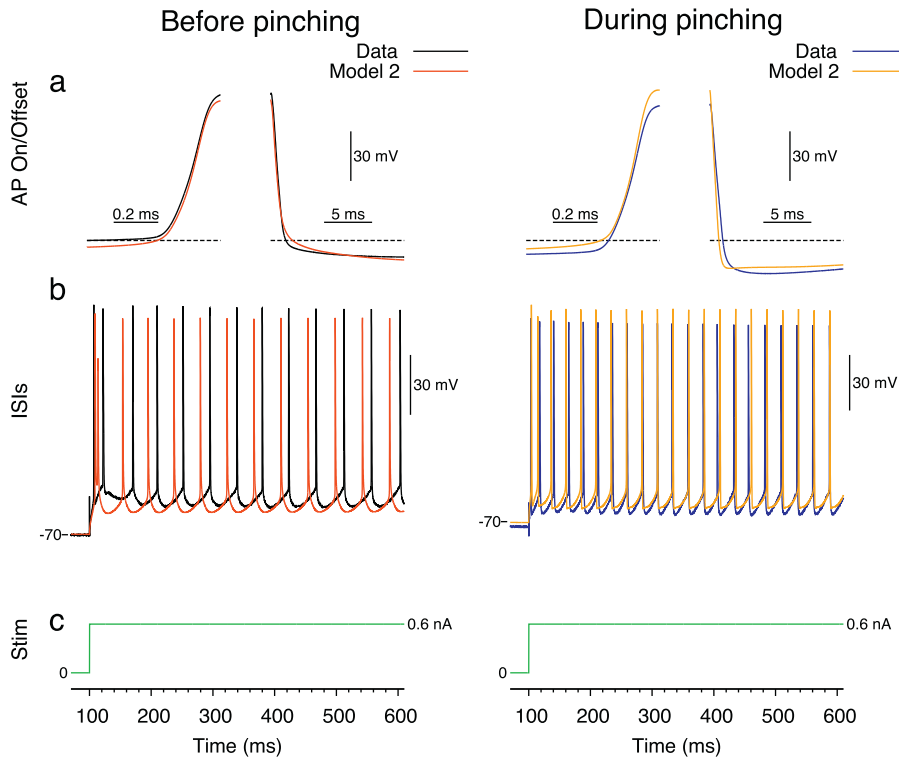 Before pinching
During pinching
Data
Model 2
Data
Model 2
a
AP On/Offset
30 mV
0.2 ms
5 ms
30 mV
0.2 ms
5 ms
b
ISIs
30 mV
-70
30 mV
-70
c
Stim
0.6 nA
0
0.6 nA
0
100 200 300 400 500 600
100 200 300 400 500 600
Time (ms)
Time (ms)